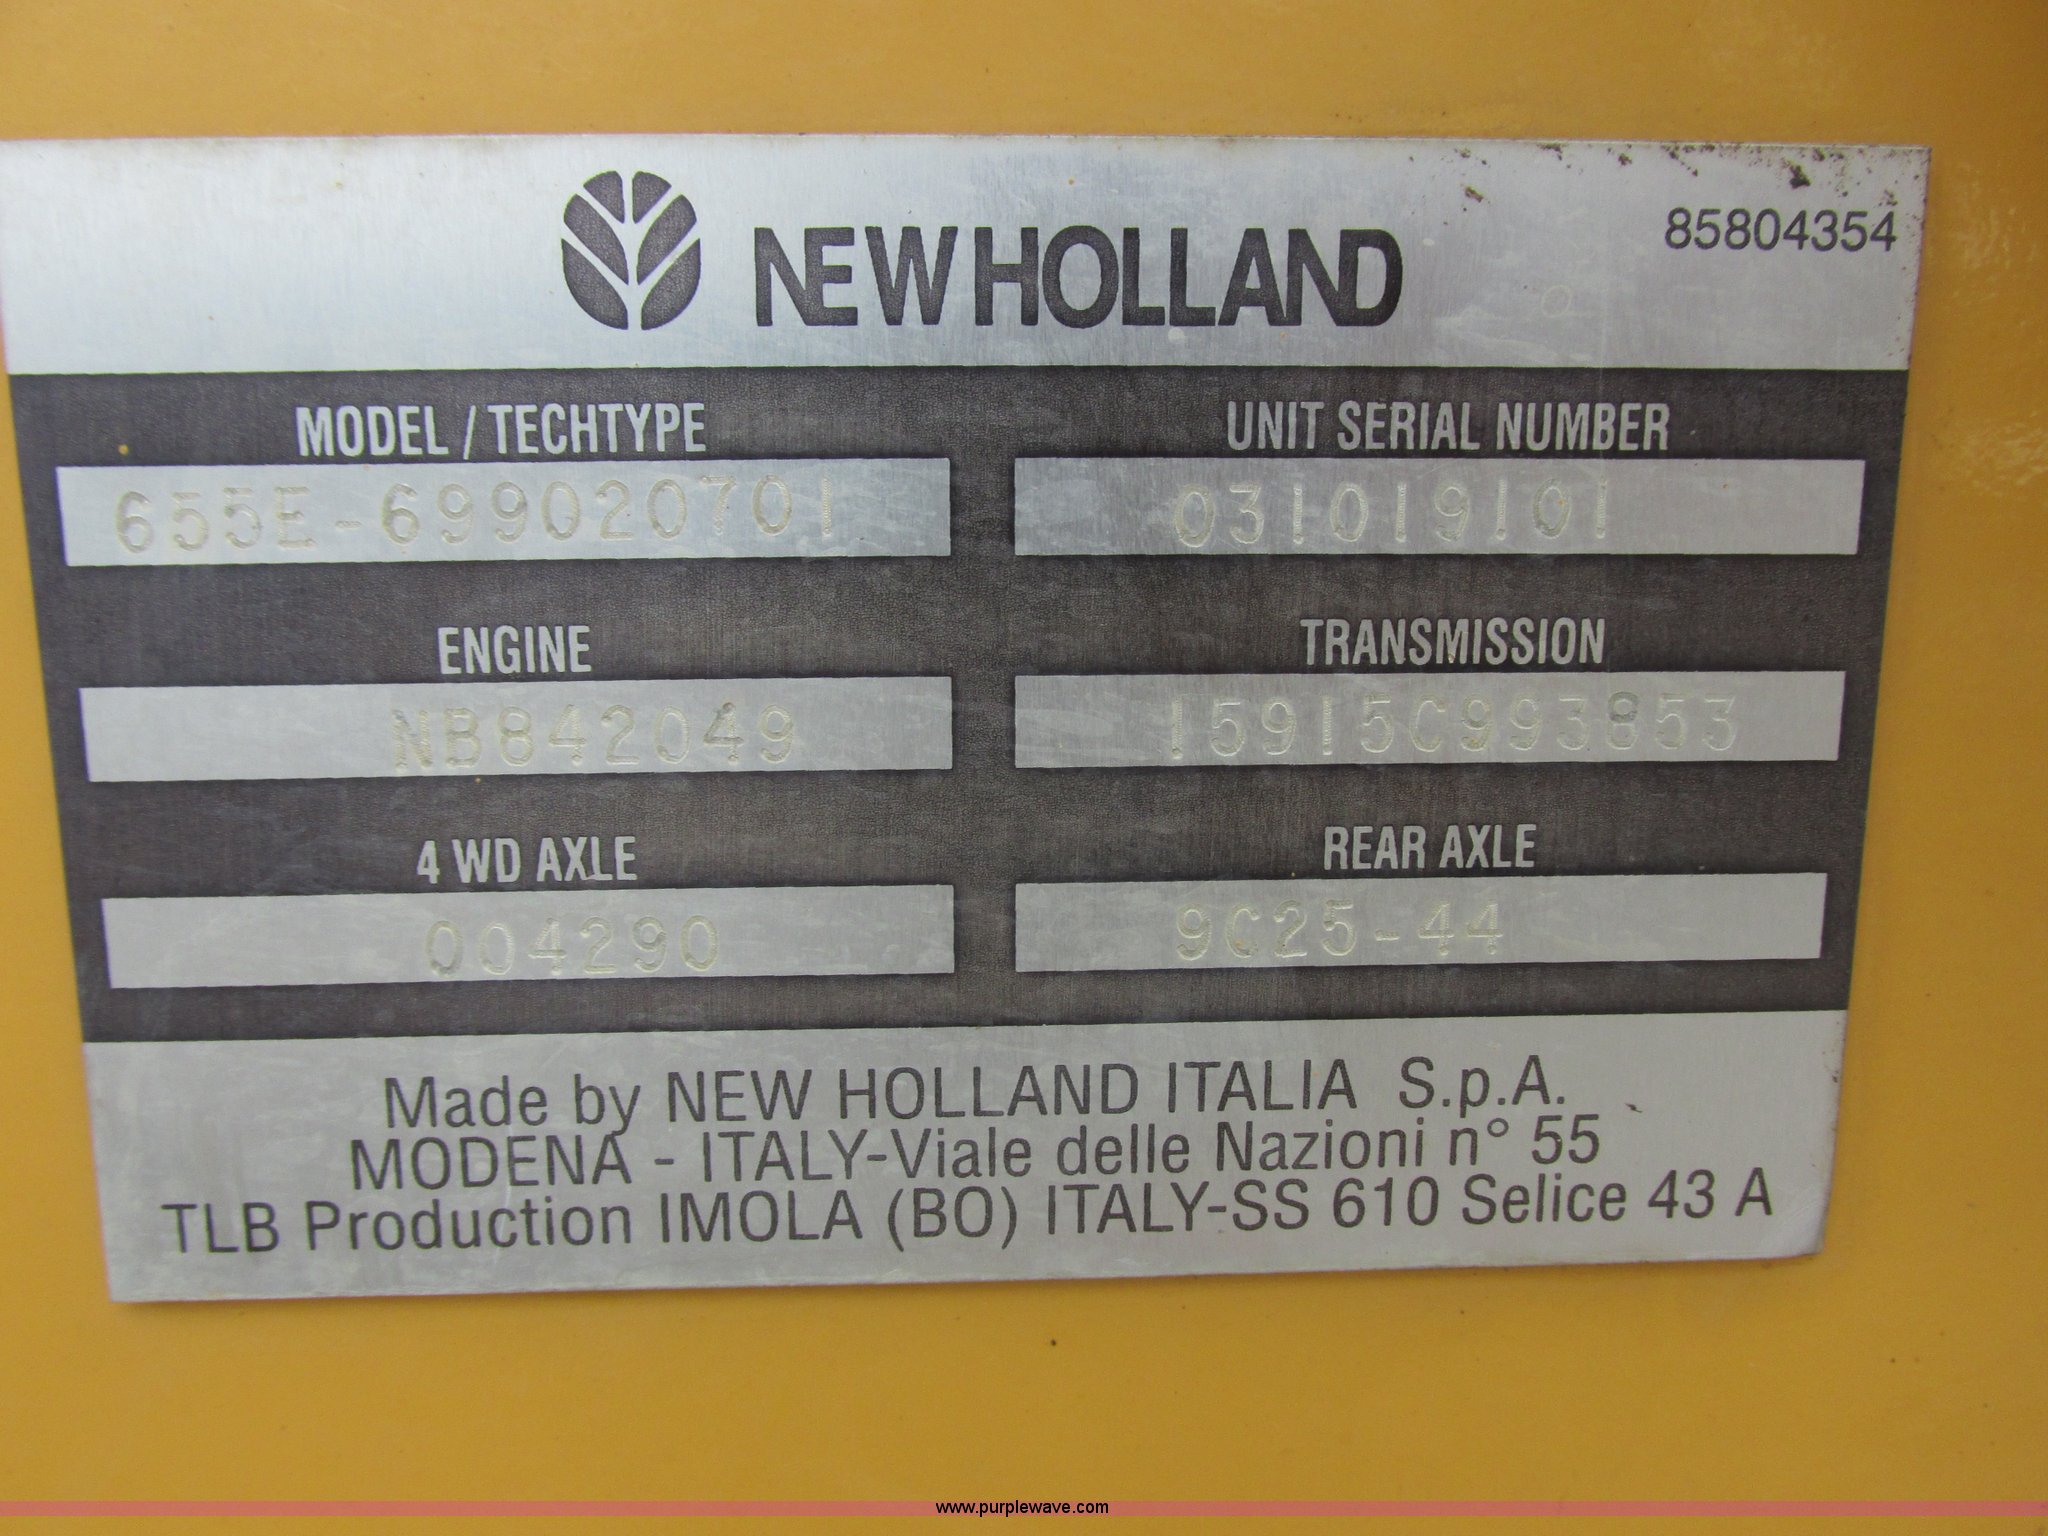 NEW HOLLAND
85804354
MODEL / TECHTYPE
UNIT SERIAL NUMBER
655E-699020701
031019101
ENGINE
TRANSMISSION
NB842049
15915C993853
4 WD AXLE
REAR AXLE
004290
9C25-44
Made by NEW HOLLAND ITALIA S.p.A.
MODENA - ITALY-Viale delle Nazioni n° 55
TLB Production IMOLA (BO) ITALY-SS 610 Selice 43 A
www.purplewave.com